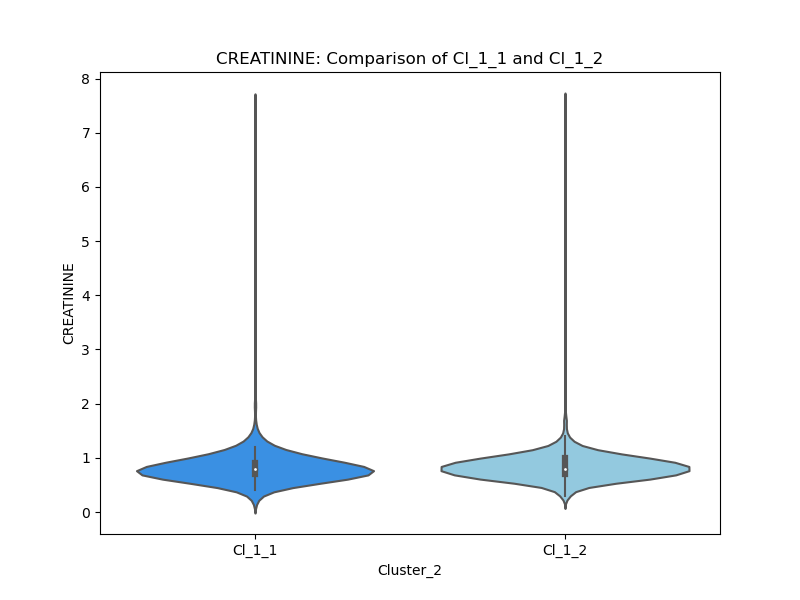 CREATININE: Comparison of Cl_1_1 and Cl_1_2
8
7
6
5
4
3
2
1
0
CREATININE
Cl_1_1
Cl_1_2
Cluster_2